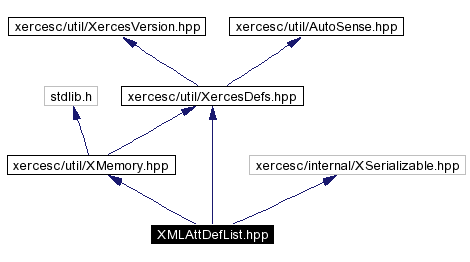 xercesc/util/XercesVersion.hpp
xercesc/util/AutoSense.hpp
stdlib.h
xercesc/util/XercesDefs.hpp
xercesc/util/XMemory.hpp
xercesc/internal/XSerializable.hpp
XMLAttDefList.hpp